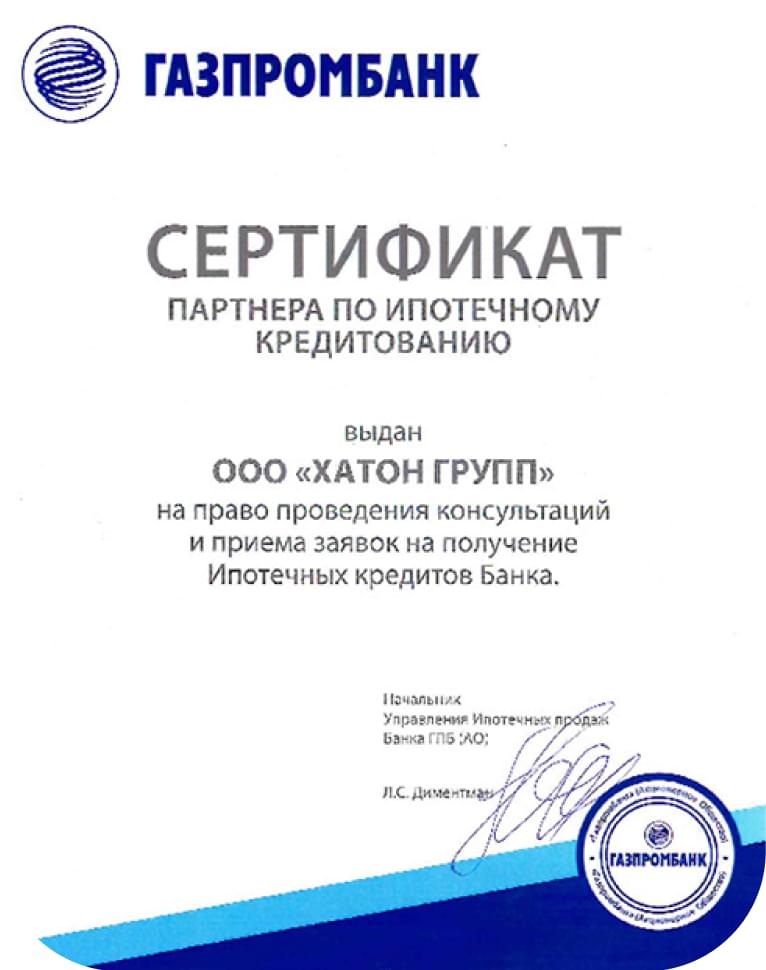 ГАЗПРОМБАНК
СЕРТИФИКАТ
ПАРТНЕРА ПО ИПОТЕЧНОМУ
КРЕДИТОВАНИЮ
выдан
ООО «ХАТОН ГРУПП»
на право проведения консультаций
и приема заявок на получение
Ипотечных кредитов Банка.
Начальник
Управления Ипотечных продаж
Банка ГПБ (АО)
Л.С. Диментман
«Газпромбанк» (Акционерное Общество)
ГАЗПРОМБАНК
«Газпромбанк» (Акционерное Общество)